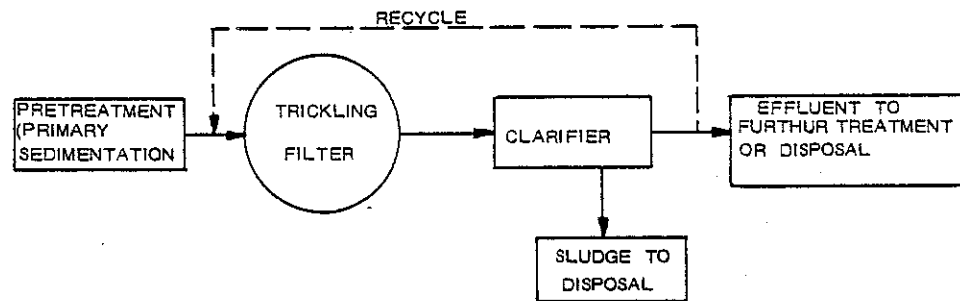 RECYCLE
PRETREATMENT
(PRIMARY
SEDIMENTATION
TRICKLING
FILTER
CLARIFIER
EFFLUENT TO
FURTHUR TREATMENT
OR DISPOSAL
SLUDGE TO
DISPOSAL